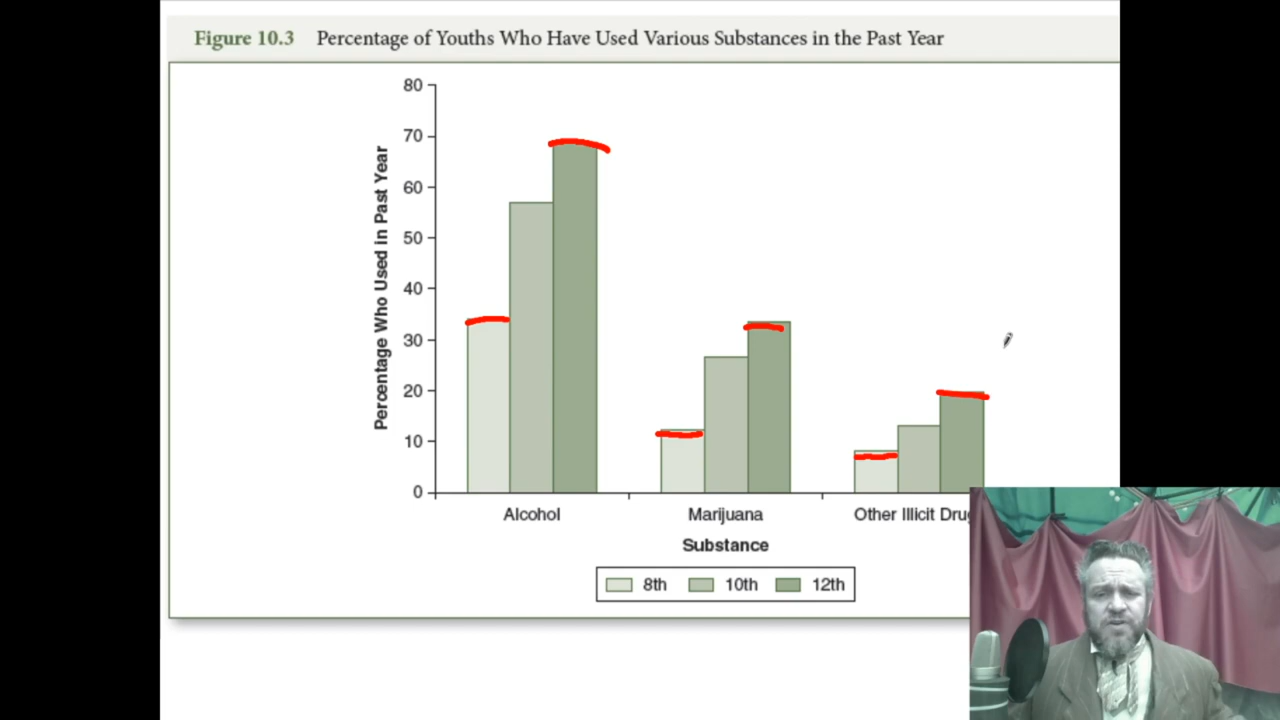 Figure 10.3 Percentage of Youths Who Have Used Various Substances in the Past Year
Percentage Who Used in Past Year
80
70
60
50
40
30
20
10
0
Alcohol Marijuana Other Illicit
Substance
8th 10th 12th